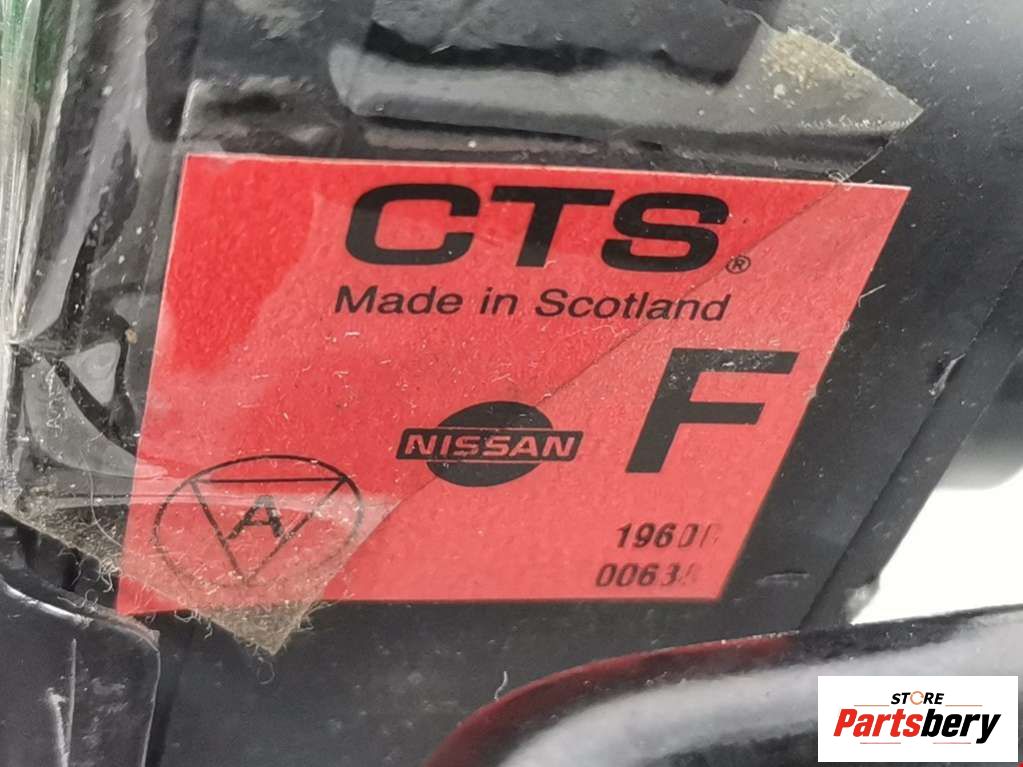 CTS®
Made in Scotland
F
NISSAN
A
STORE
Partsbery